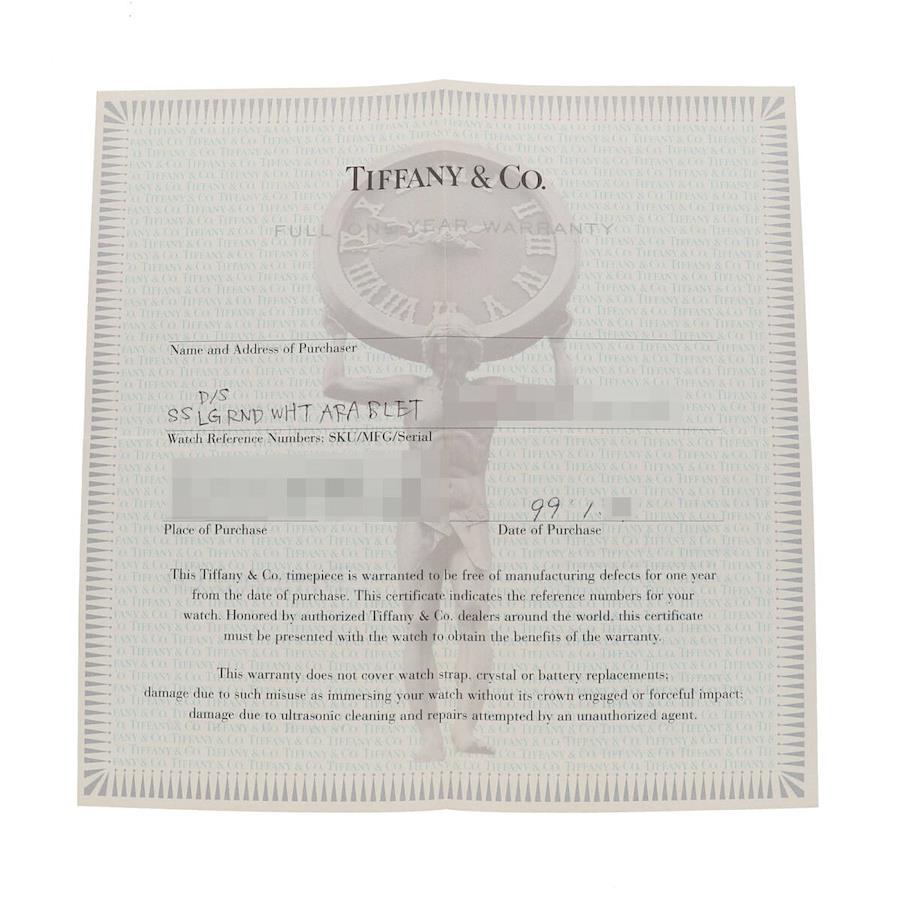 TIFFANY & CO.
FULL ONE-YEAR WARRANTY
Name and Address of Purchaser
D/S
SS LG RND WHT ARA BLET
Watch Reference Numbers: SKU/MFG/Serial
99 1.
Place of Purchase
Date of Purchase
This Tiffany & Co. timepiece is warranted to be free of manufacturing defects for one year
from the date of purchase. This certificate indicates the reference numbers for your
watch. Honored by authorized Tiffany & Co. dealers around the world, this certificate
must be presented with the watch to obtain the benefits of the warranty.
This warranty does not cover watch strap, crystal or battery replacements;
damage due to such misuse as immersing your watch without its crown engaged or forceful impact;
damage due to ultrasonic cleaning and repairs attempted by an unauthorized agent.